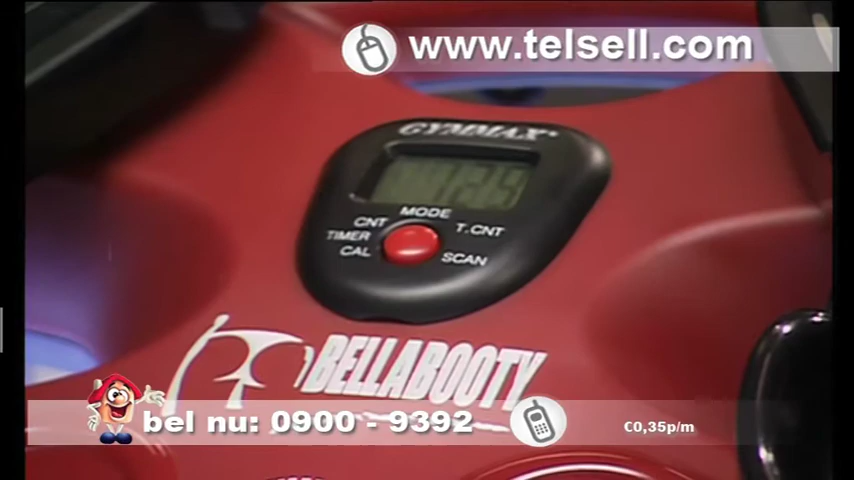 www.telsell.com
GYMMAX
MODE
CNT
T.CNT
TIMER
CAL
SCAN
BELLABOOTY
bel nu: 0900 - 9392
€0,35p/m